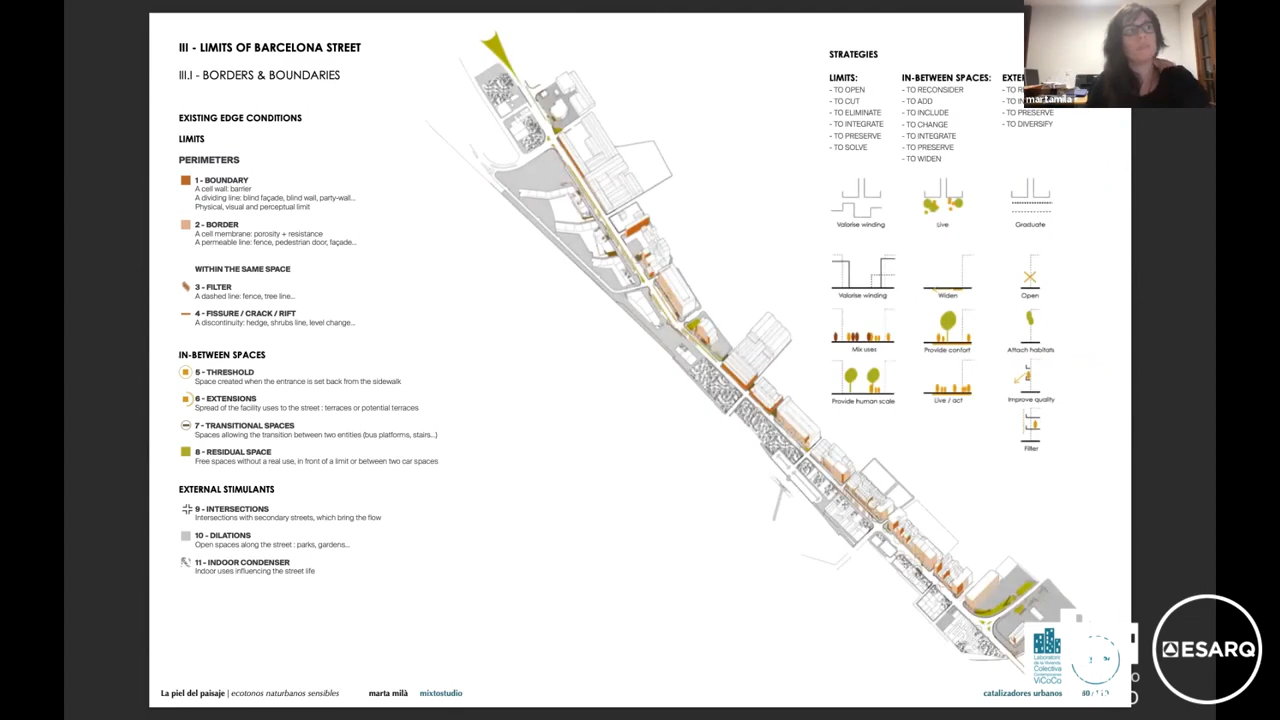 III - LIMITS OF BARCELONA STREET
III.I - BORDERS & BOUNDARIES
EXISTING EDGE CONDITIONS
LIMITS
PERIMETERS
1 - BOUNDARY
A cell wall: barrier
A dividing line: blind façade, blind wall, party-wall...
Physical, visual and perceptual limit
2 - BORDER
A cell membrane: porosity + resistance
A permeable line: fence, pedestrian door, façade...
WITHIN THE SAME SPACE
3 - FILTER
A dashed line: fence, tree line...
4 - FISSURE / CRACK / RIFT
A discontinuity: hedge, shrubs line, level change...
IN-BETWEEN SPACES
5 - THRESHOLD
Space created when the entrance is set back from the sidewalk
6 - EXTENSIONS
Spread of the facility uses to the street : terraces or potential terraces
7 - TRANSITIONAL SPACES
Spaces allowing the transition between two entities (bus platforms, stairs...)
8 - RESIDUAL SPACE
Free spaces without a real use, in front of a limit or between two car spaces
EXTERNAL STIMULANTS
9 - INTERSECTIONS
Intersections with secondary streets, which bring the flow
10 - DILATIONS
Open spaces along the street : parks, gardens...
11 - INDOOR CONDENSER
Indoor uses influencing the street life
STRATEGIES
LIMITS:
- TO OPEN
- TO CUT
- TO ELIMINATE
- TO INTEGRATE
- TO PRESERVE
- TO SOLVE
IN-BETWEEN SPACES:
- TO RECONSIDER
- TO ADD
- TO INCLUDE
- TO CHANGE
- TO INTEGRATE
- TO PRESERVE
- TO WIDEN
- TO PRESERVE
- TO DIVERSIFY
Valorise winding
Live
Graduate
Valorise winding
Widen
Open
Mix uses
Provide confort
Attach habitats
Provide human scale
Live / act
Improve quality
Filter
martamila
La piel del paisaje | ecotonos naturbanos sensibles
marta milà
mixtostudio
catalizadores urbanos
Laboratorio
de la Vivienda
Colectiva
Contemporánea
ViCoCo
ESARQ